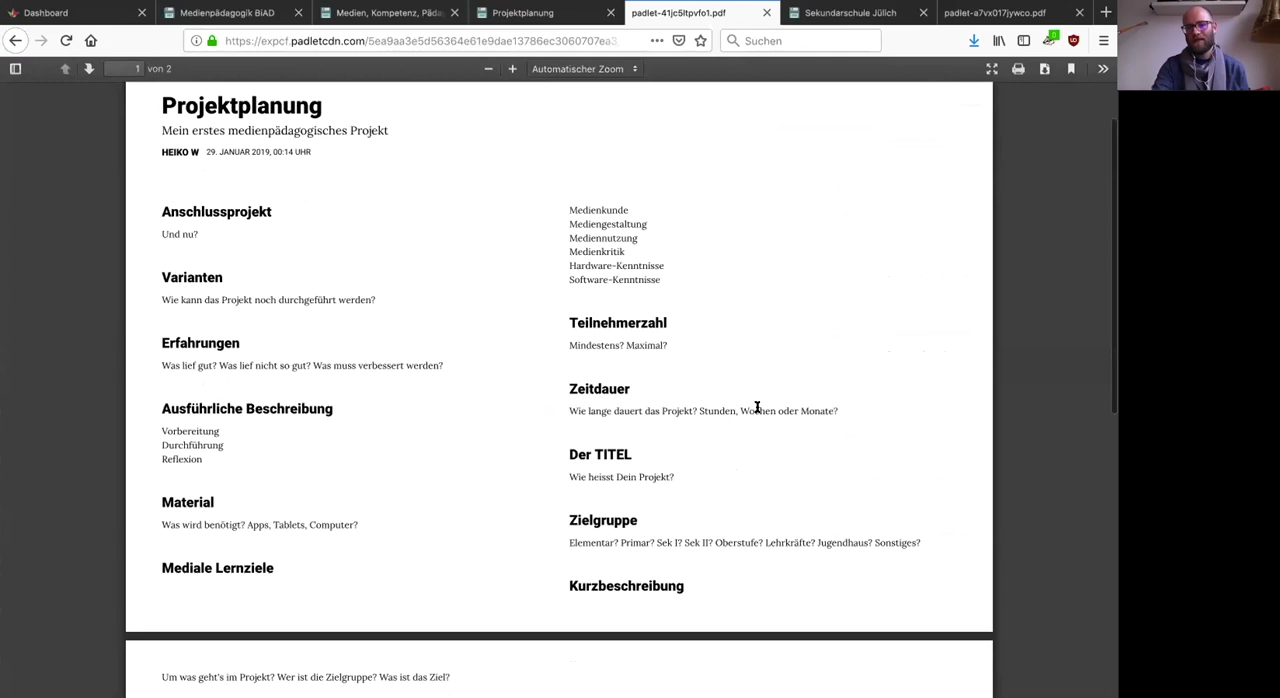 Dashboard
Medienpädagogik BiAD
Medien, Kompetenz, Päda
Projektplanung
padlet-41jc5ltpvfo1.pdf
Sekundarschule Jülich
padlet-a7vx017jywco.pdf
https://expcf.padletcdn.com/5ea9aa3e5d56364e61e9dae13786ec3060707ea3
Suchen
0
1 von 2
Automatischer Zoom
Projektplanung
Mein erstes medienpädagogisches Projekt
HEIKO W 29. JANUAR 2019, 00:14 UHR
Anschlussprojekt
Und nu?
Varianten
Wie kann das Projekt noch durchgeführt werden?
Erfahrungen
Was lief gut? Was lief nicht so gut? Was muss verbessert werden?
Ausführliche Beschreibung
Vorbereitung
Durchführung
Reflexion
Material
Was wird benötigt? Apps, Tablets, Computer?
Mediale Lernziele
Medienkunde
Mediengestaltung
Mediennutzung
Medienkritik
Hardware-Kenntnisse
Software-Kenntnisse
Teilnehmerzahl
Mindestens? Maximal?
Zeitdauer
Wie lange dauert das Projekt? Stunden, Wochen oder Monate?
Der TITEL
Wie heisst Dein Projekt?
Zielgruppe
Elementar? Primar? Sek I? Sek II? Oberstufe? Lehrkräfte? Jugendhaus? Sonstiges?
Kurzbeschreibung
Um was geht's im Projekt? Wer ist die Zielgruppe? Was ist das Ziel?